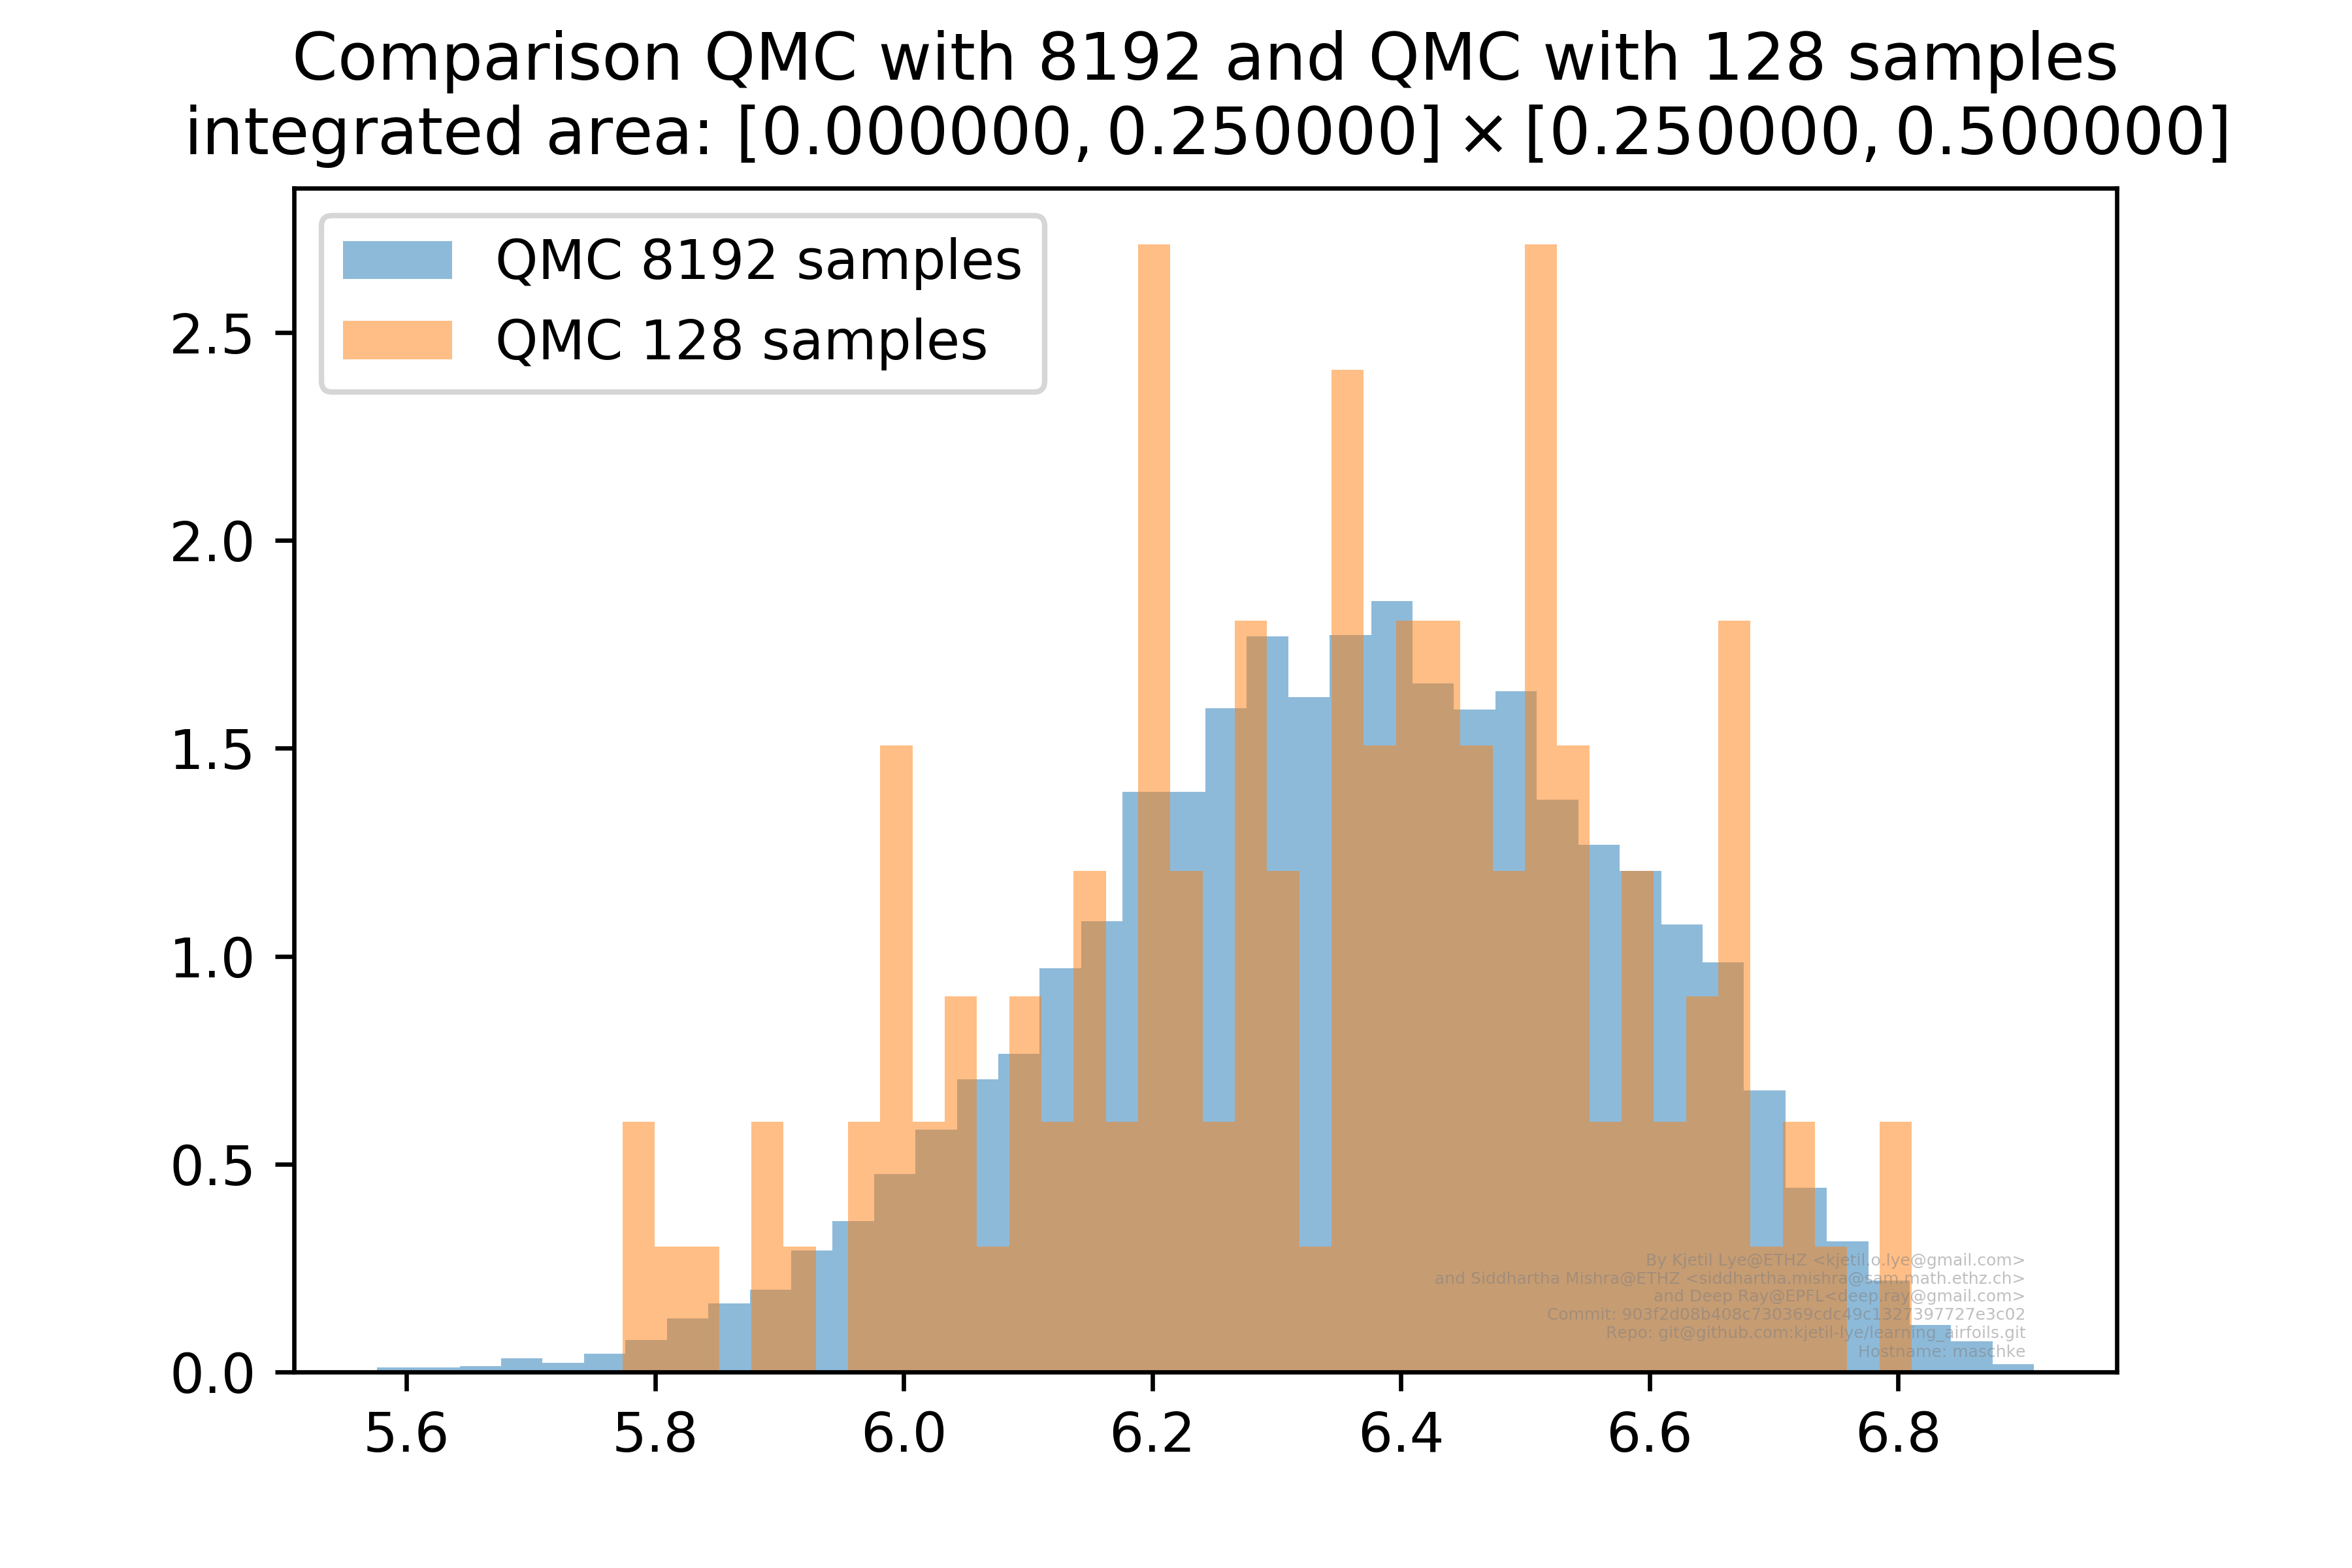 Comparison QMC with 8192 and QMC with 128 samples
integrated area: [0.000000, 0.250000] × [0.250000, 0.500000]
QMC 8192 samples
QMC 128 samples
2.5
2.0
1.5
1.0
0.5
0.0
5.6 5.8 6.0 6.2 6.4 6.6 6.8
By Kjetil Lye@ETHZ <kjetil.o.lye@gmail.com>
and Siddhartha Mishra@ETHZ <siddhartha.mishra@sam.math.ethz.ch>
and Deep Ray@EPFL<deep.ray@gmail.com>
Commit: 903f2d08b408c730369cdc49c1327397727e3c02
Repo: git@github.com:kjetil-lye/learning_airfoils.git
Hostname: maschke